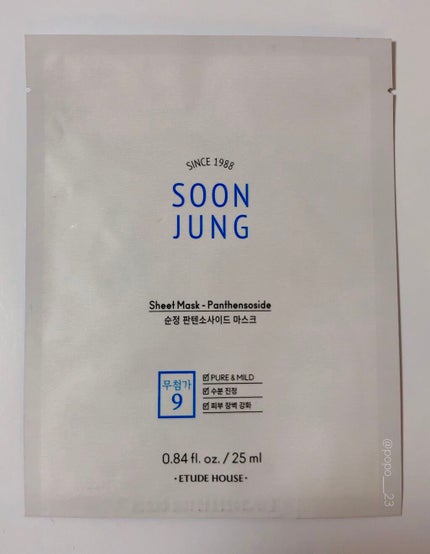 SINCE 1988
SOON
JUNG
Sheet Mask - Panthensoside
순정 판텐소사이드 마스크
무첨가
9
PURE & MILD
수분 진정
피부 장벽 강화
0.84 fl. oz. / 25 ml
· ETUDE HOUSE ·
@popo__23